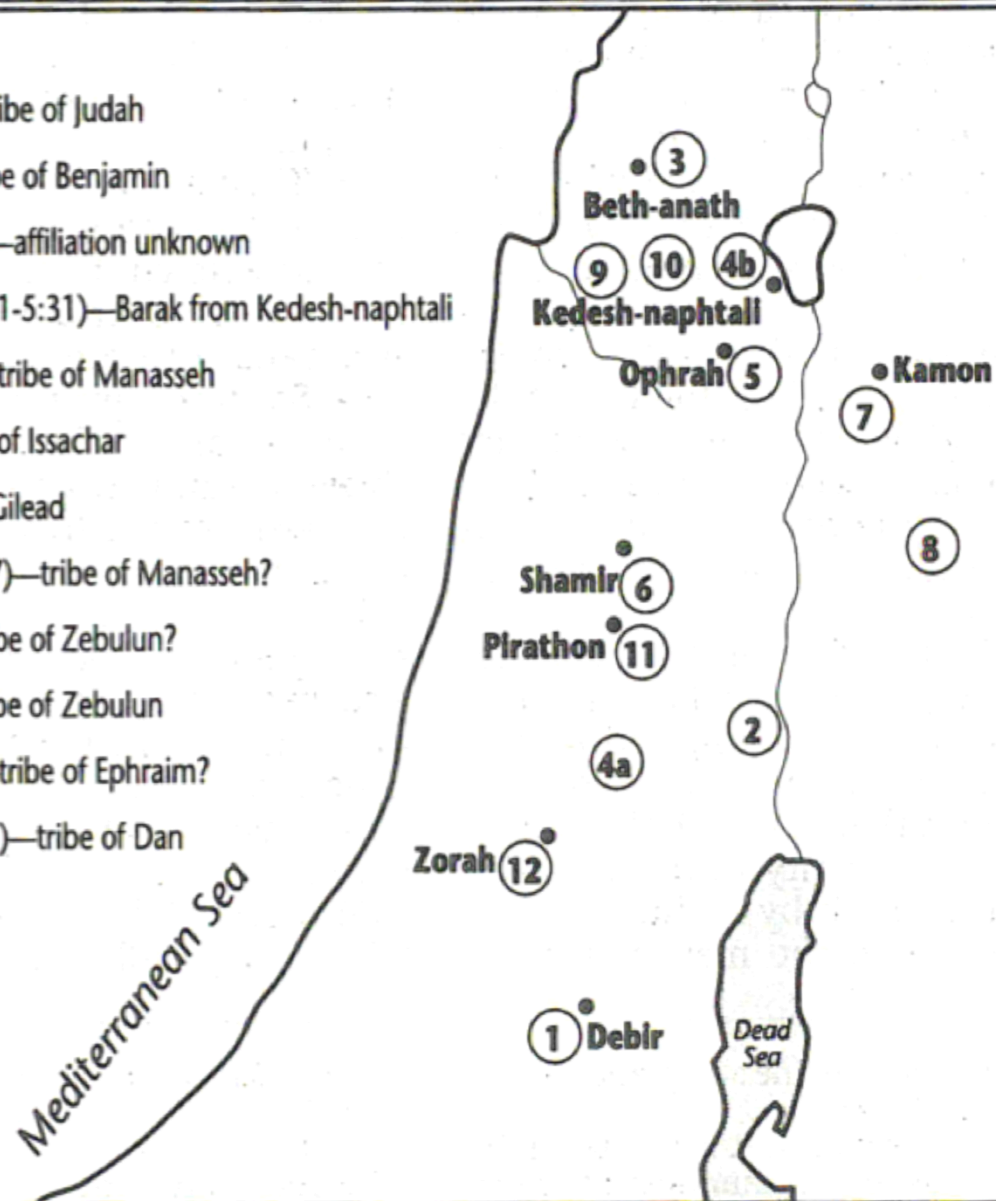 ibe of Judah
be of Benjamin
—affiliation unknown
1-5:31)—Barak from Kedesh-naphtali
tribe of Manasseh
of Issachar
Gilead
)—tribe of Manasseh?
be of Zebulun?
be of Zebulun
tribe of Ephraim?
)—tribe of Dan
3
Beth-anath
9 10 4b
Kedesh-naphtali
Ophrah 5
Kamon
7
8
Shamir 6
Pirathon 11
2
4a
Zorah 12
Mediterranean Sea
1 Debir
Dead
Sea